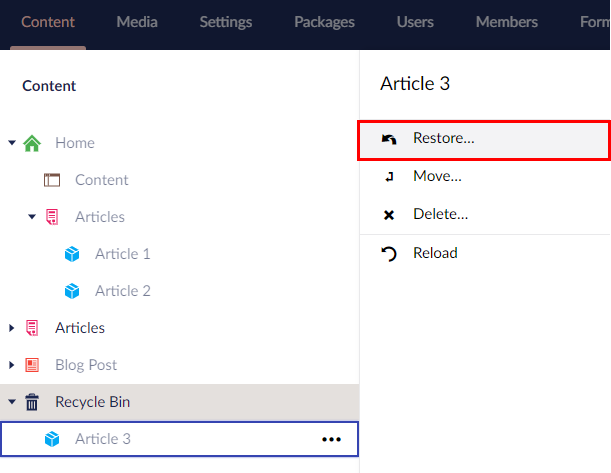 Content Media Settings Packages Users Members Form
Content
Home
Content
Articles
Article 1
Article 2
Articles
Blog Post
Recycle Bin
Article 3
Article 3
Restore...
Move...
Delete...
Reload